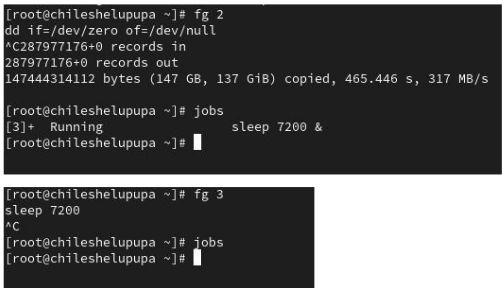 [root@chileshelupupa ~]# fg 2
dd if=/dev/zero of=/dev/null
^C287977176+0 records in
287977176+0 records out
147444314112 bytes (147 GB, 137 GiB) copied, 465.446 s, 317 MB/s
[root@chileshelupupa ~]# jobs
[3]+  Running                 sleep 7200 &
[root@chileshelupupa ~]#
[root@chileshelupupa ~]# fg 3
sleep 7200
^C
[root@chileshelupupa ~]# jobs
[root@chileshelupupa ~]#